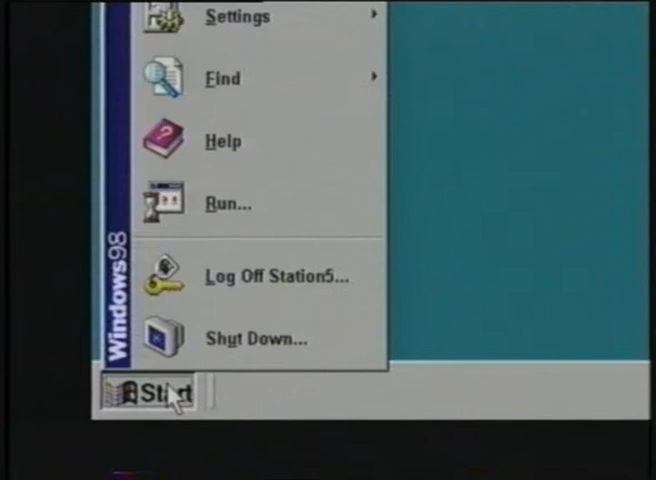 Settings
Find
Help
Run...
Log Off Station5...
Shut Down...
Windows98
Start